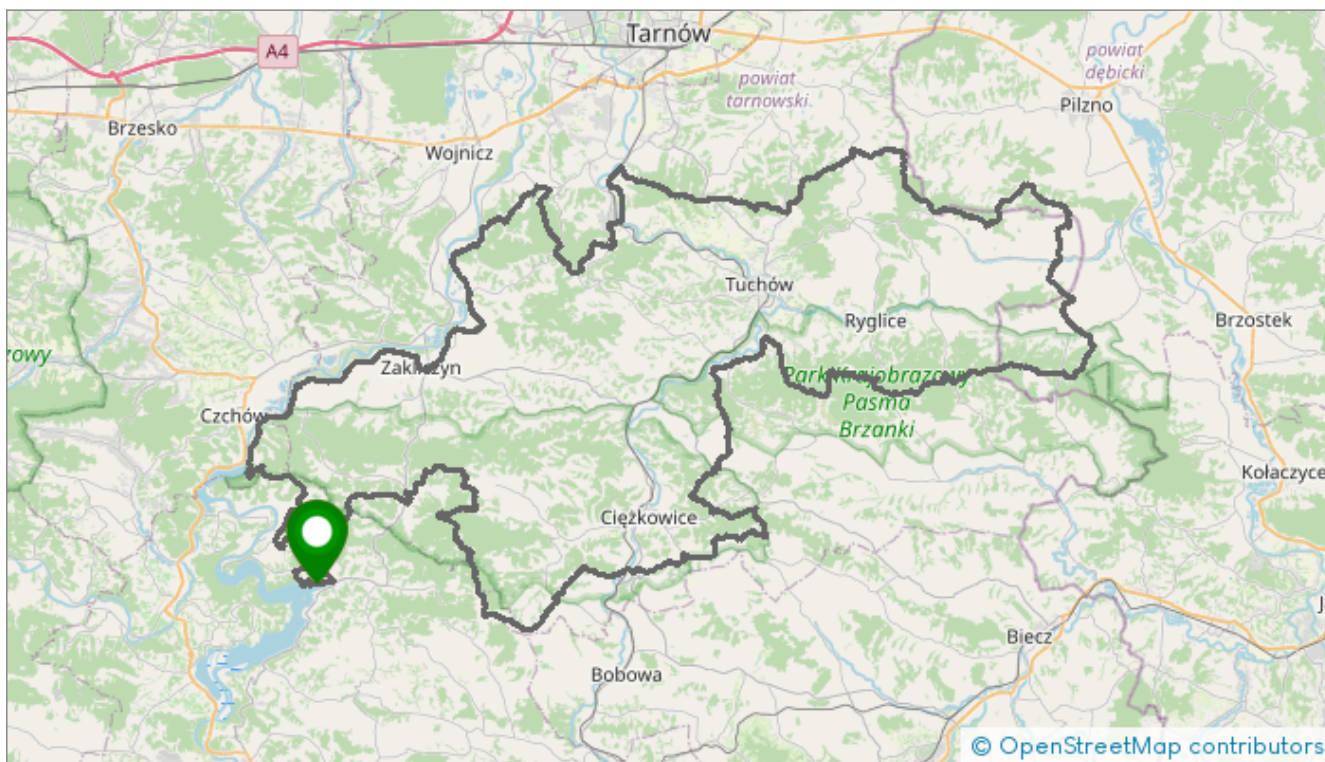 Tarnów
A4
powiat
dębicki
powiat
tarnowski
Pilzno
Brzesko
Wojnicz
Tuchów
Ryglice
Brzostek
zowy
Zakliczyn
Park Krajobrazowy
Pasma
Brzanki
Czchów
Kołaczyce
Ciężkowice
J
Biecz
Bobowa
© OpenStreetMap contributors